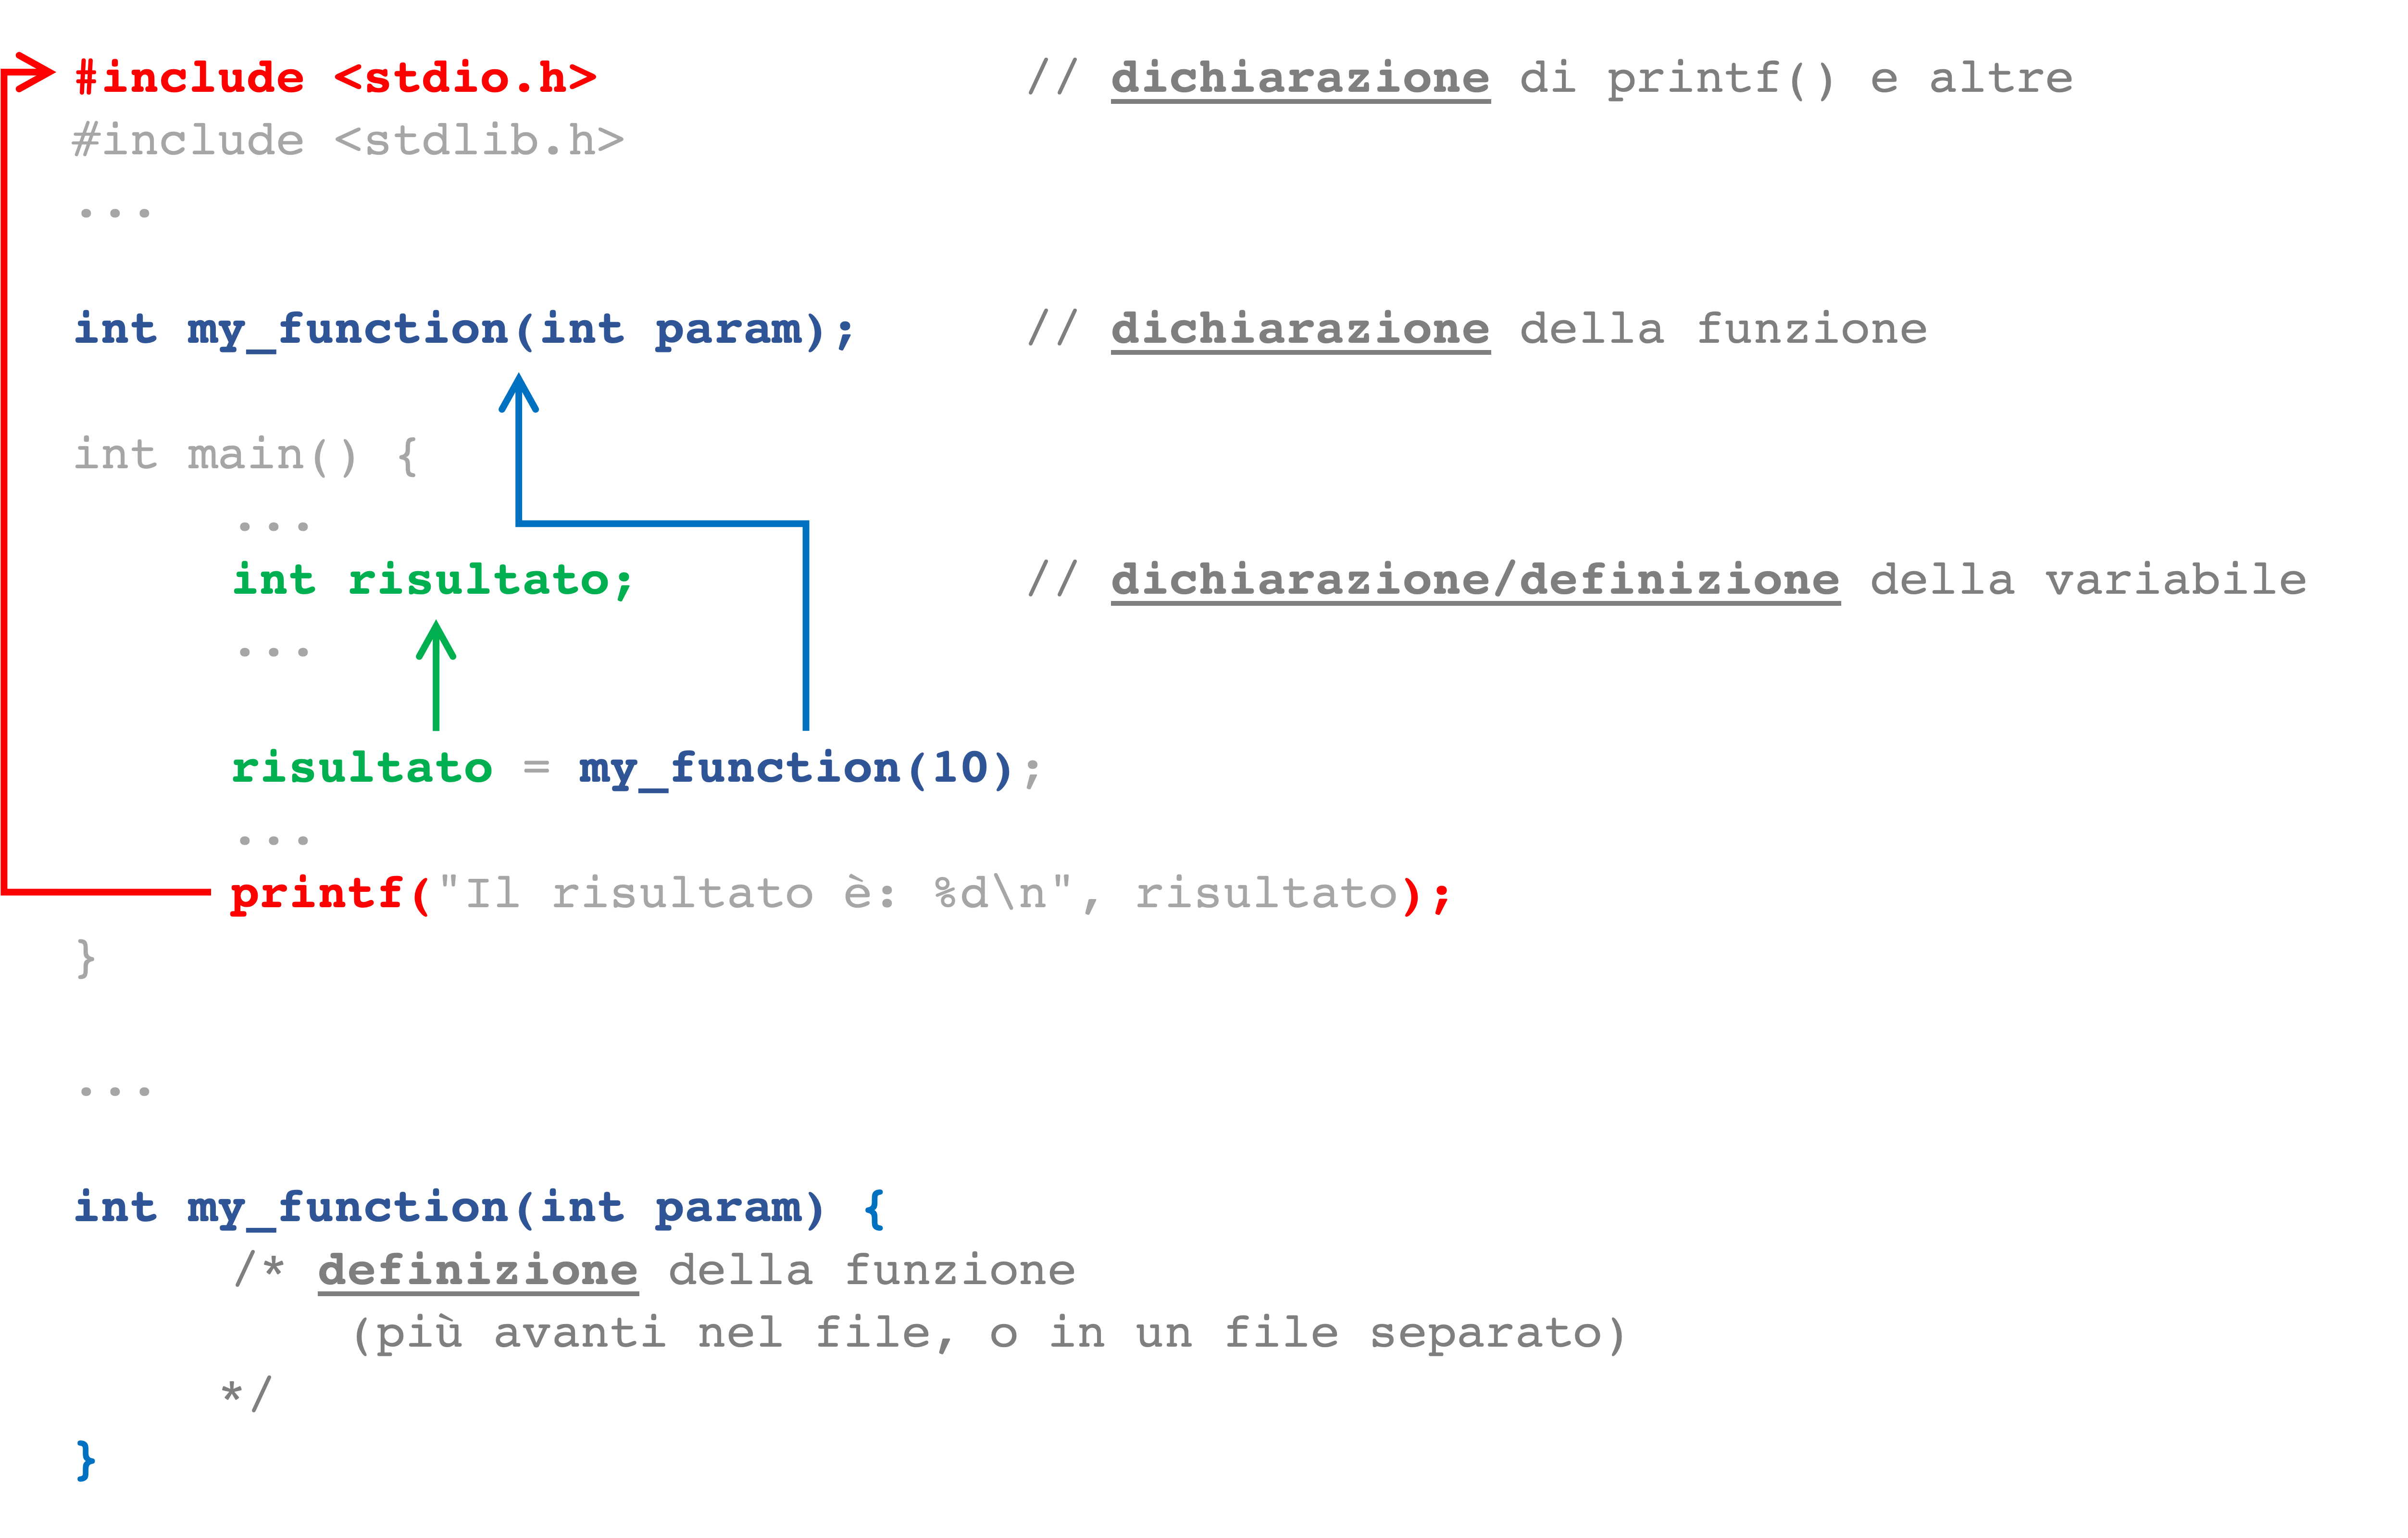 #include <stdio.h> // dichiarazione di printf() e altre
#include <stdlib.h>
...
int my_function(int param); // dichiarazione della funzione
int main() {
...
int risultato; // dichiarazione/definizione della variabile
...
risultato = my_function(10);
...
printf("Il risultato è: %d\n", risultato);
}
...
int my_function(int param) {
/* definizione della funzione
(più avanti nel file, o in un file separato)
*/
}